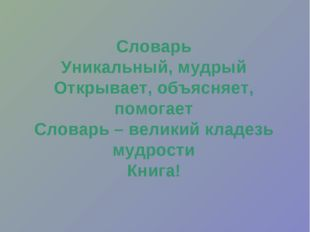 Словарь
Уникальный, мудрый
Открывает, объясняет,
помогает
Словарь – великий кладезь
мудрости
Книга!